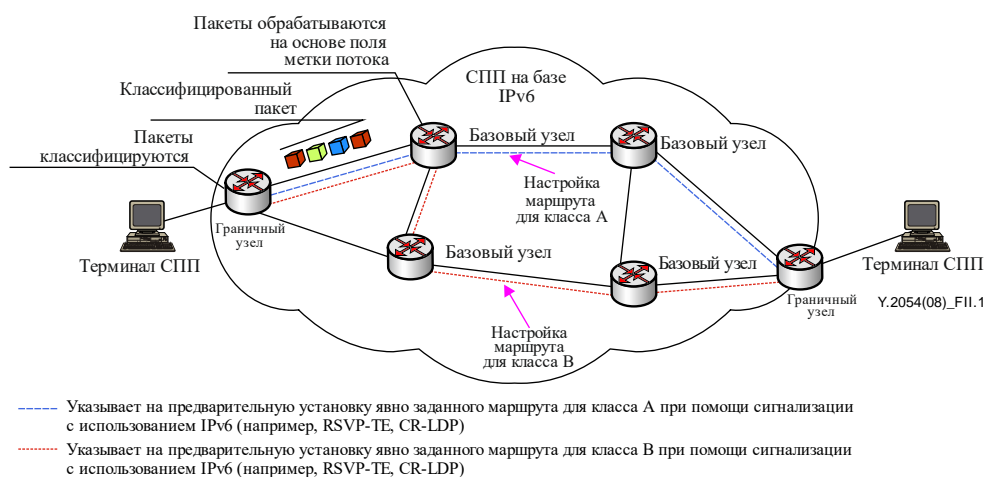 Пакеты обрабатываются
на основе поля
метки потока
СПП на базе
IPv6
Классифицированный
пакет
Пакеты
классифицируются
Базовый узел
Базовый узел
Настройка
маршрута
для класса A
Граничный
узел
Терминал СПП
Базовый узел
Базовый узел
Терминал СПП
Граничный
узел
Y.2054(08)_FII.1
Настройка
маршрута
для класса B
Указывает на предварительную установку явно заданного маршрута для класса A при помощи сигнализации
с использованием IPv6 (например, RSVP-TE, CR-LDP)
Указывает на предварительную установку явно заданного маршрута для класса B при помощи сигнализации
с использованием IPv6 (например, RSVP-TE, CR-LDP)